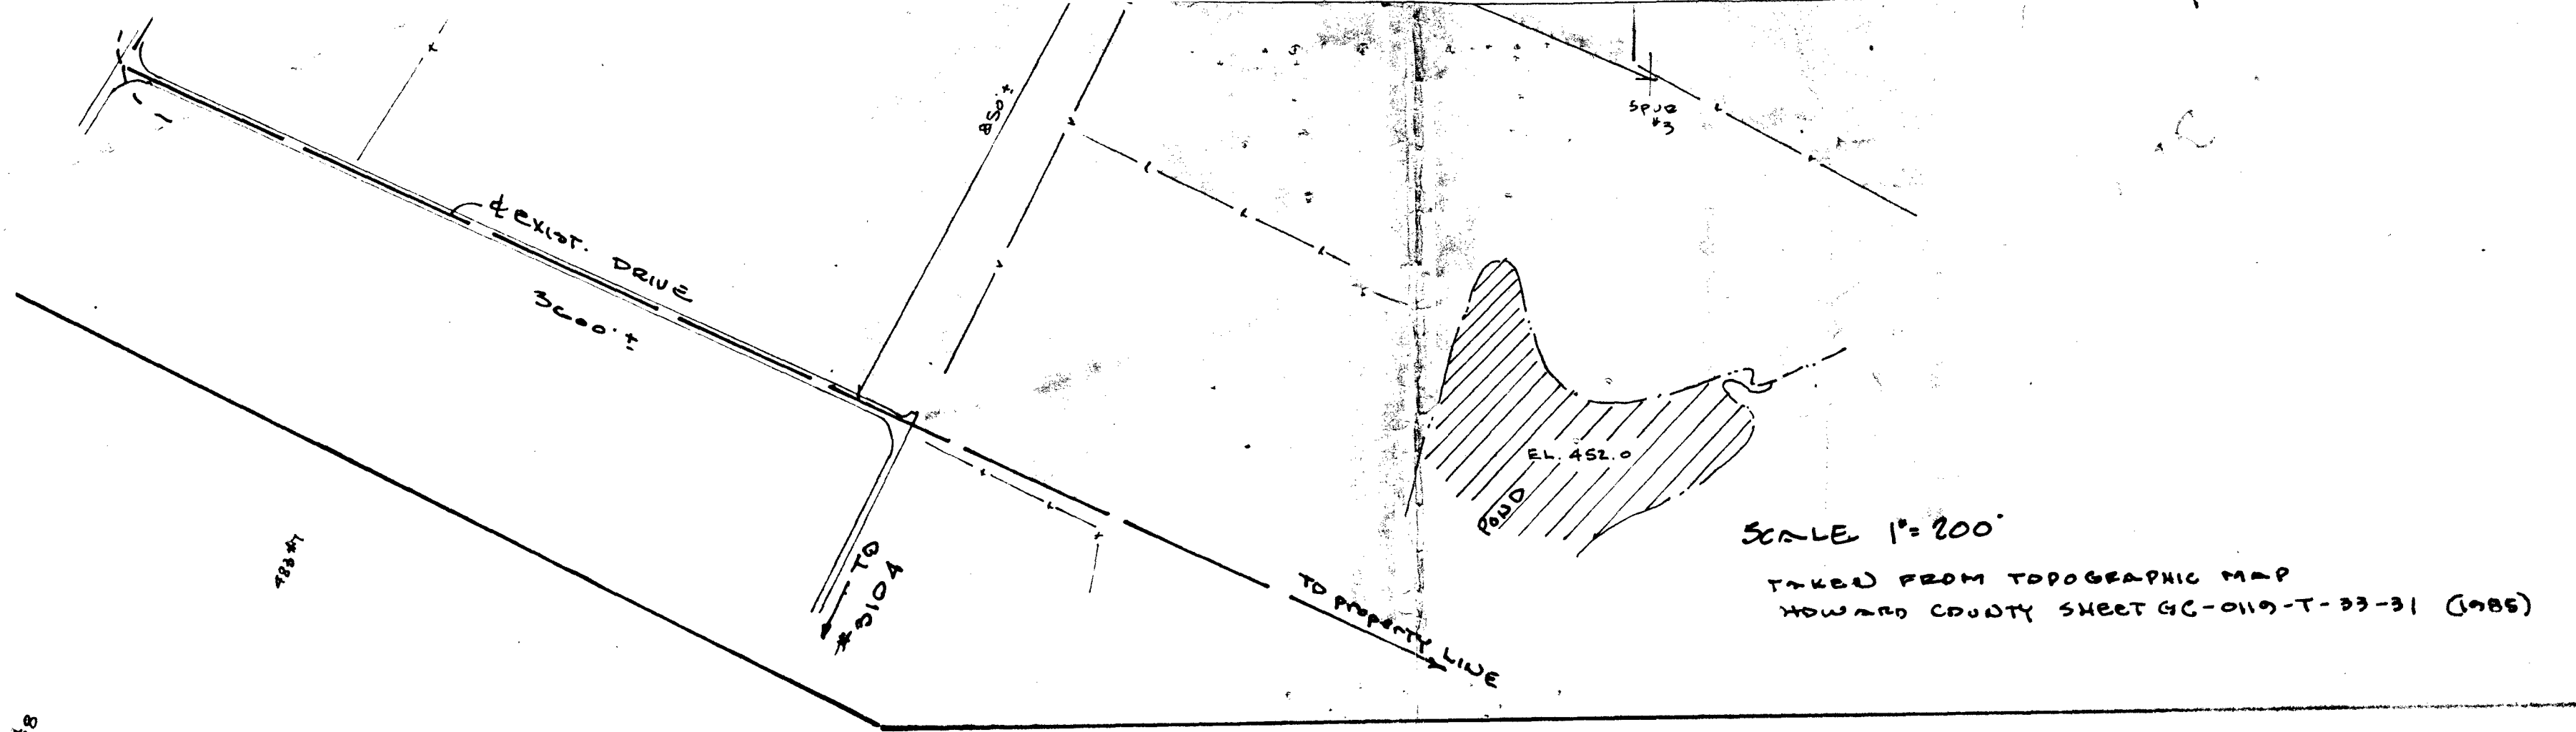 850'±
SPUR
#3
℄ EXIST. DRIVE
3600'±
EL. 452.0
POND
SCALE 1"=200'
TAKEN FROM TOPOGRAPHIC MAP
HOWARD COUNTY SHEET GC-0119-T-33-31 (1985)
TO
#3104
TO PROPERTY LINE